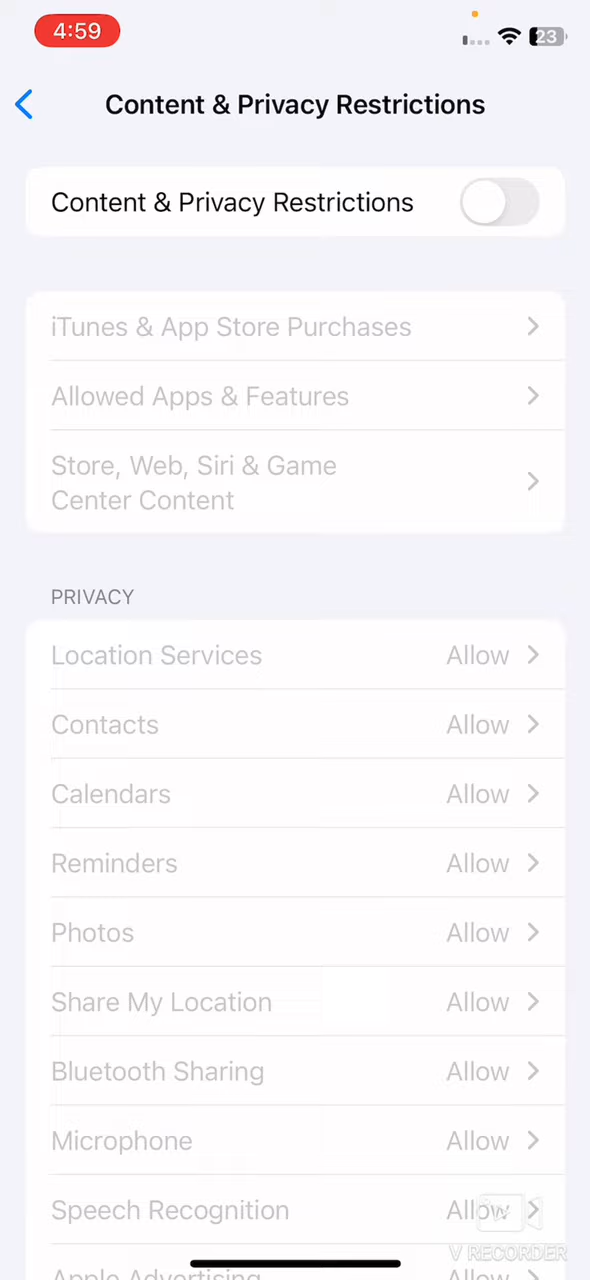 4:59
23
Content & Privacy Restrictions
Content & Privacy Restrictions
iTunes & App Store Purchases
Allowed Apps & Features
Store, Web, Siri & Game
Center Content
PRIVACY
Location Services Allow
Contacts Allow
Calendars Allow
Reminders Allow
Photos Allow
Share My Location Allow
Bluetooth Sharing Allow
Microphone Allow
Speech Recognition Allow
V RECORDER
Apple Advertising Allow